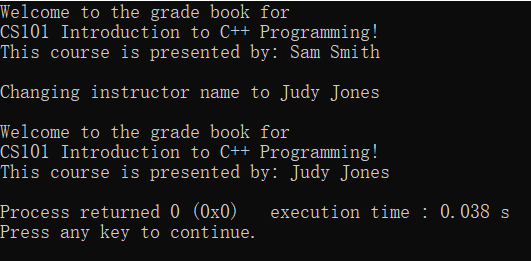 Welcome to the grade book for
CS101 Introduction to C++ Programming!
This course is presented by: Sam Smith
Changing instructor name to Judy Jones
Welcome to the grade book for
CS101 Introduction to C++ Programming!
This course is presented by: Judy Jones
Process returned 0 (0x0)   execution time : 0.038 s
Press any key to continue.